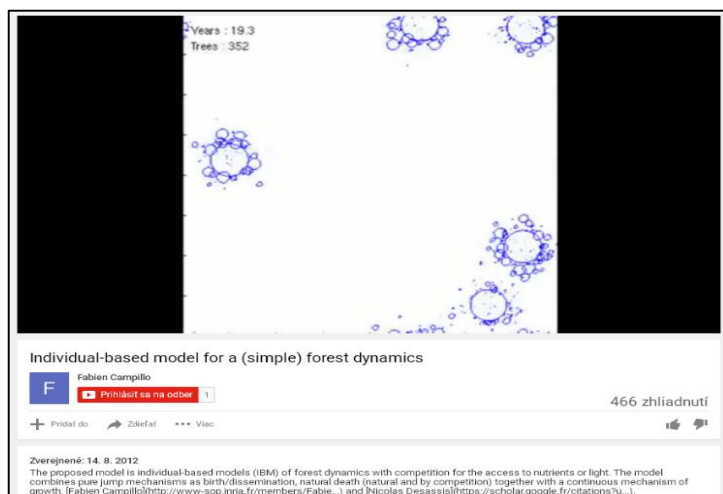 Years : 19.3
Trees : 352
Individual-based model for a (simple) forest dynamics
F
Fabien Campillo
Prihlásiť sa na odber 1
466 zhliadnutí
Pridať do Zdieľať ••• Viac
Zverejnené: 14. 8. 2012
The proposed model is individual-based models (IBM) of forest dynamics with competition for the access to nutrients or light. The model
combines pure jump mechanisms as birth/dissemination, natural death (natural and by competition) together with a continuous mechanism of
growth. [Fabien Campillo](http://www-sop.inria.fr/members/Fabie...) and [Nicolas Desassis](https://scholar.google.fr/citations?u...).